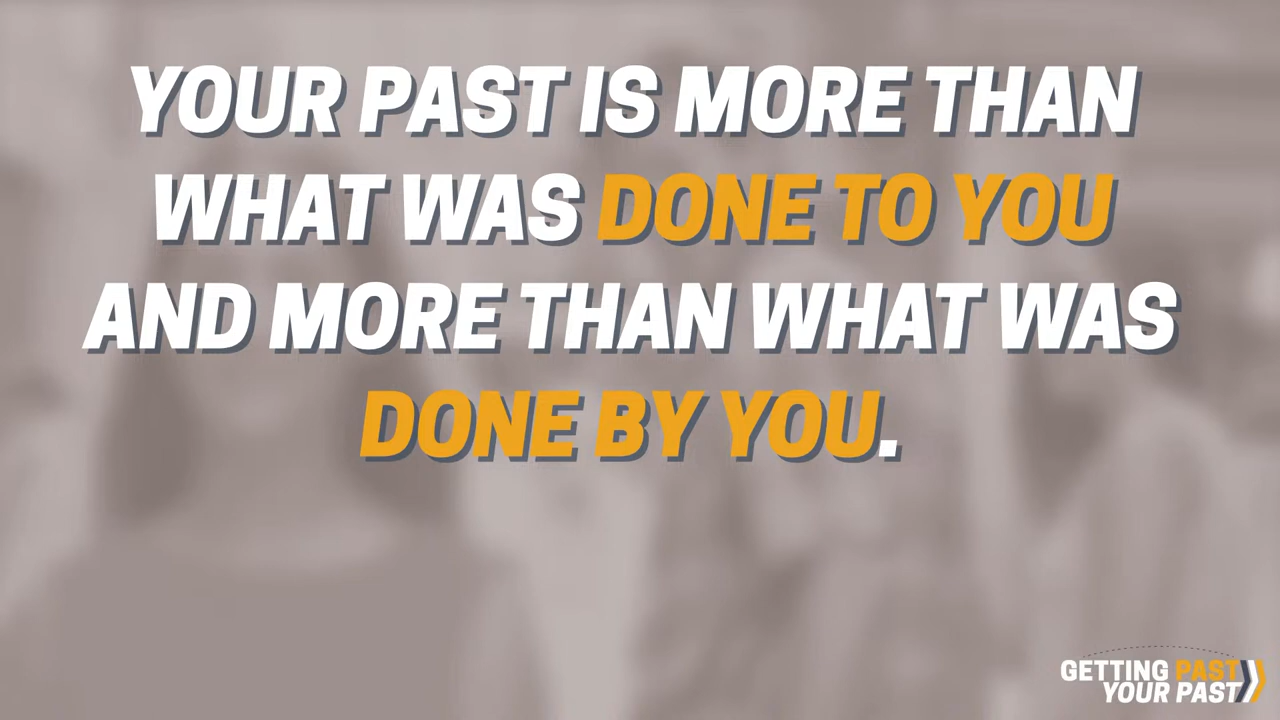 YOUR PAST IS MORE THAN
WHAT WAS DONE TO YOU
AND MORE THAN WHAT WAS
DONE BY YOU.
GETTING PAST
YOUR PAST